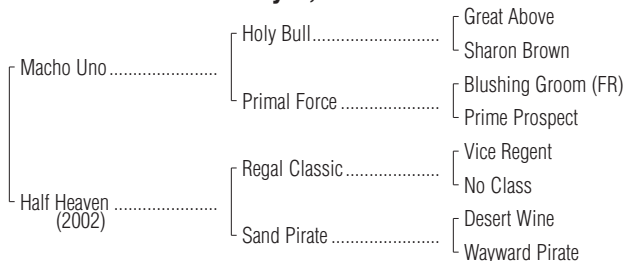 Great Above
Holy Bull
Sharon Brown
Macho Uno
Blushing Groom (FR)
Primal Force
Prime Prospect
Vice Regent
Regal Classic
No Class
Half Heaven
(2002)
Desert Wine
Sand Pirate
Wayward Pirate